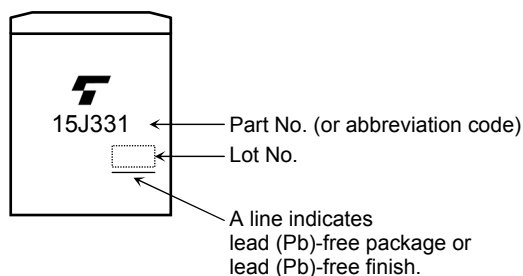 15J331
Part No. (or abbreviation code)
Lot No.
A line indicates
lead (Pb)-free package or
lead (Pb)-free finish.